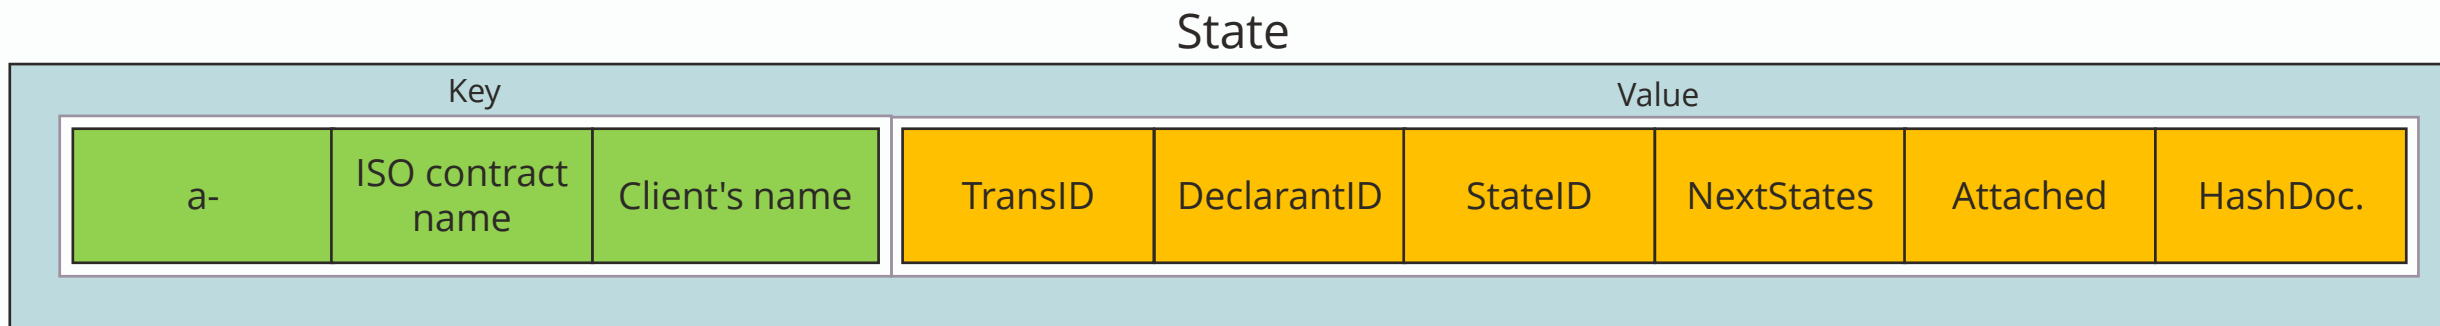 State
Key
Value
a-
ISO contract
name
Client's name
TransID
DeclarantID
StateID
NextStates
Attached
HashDoc.